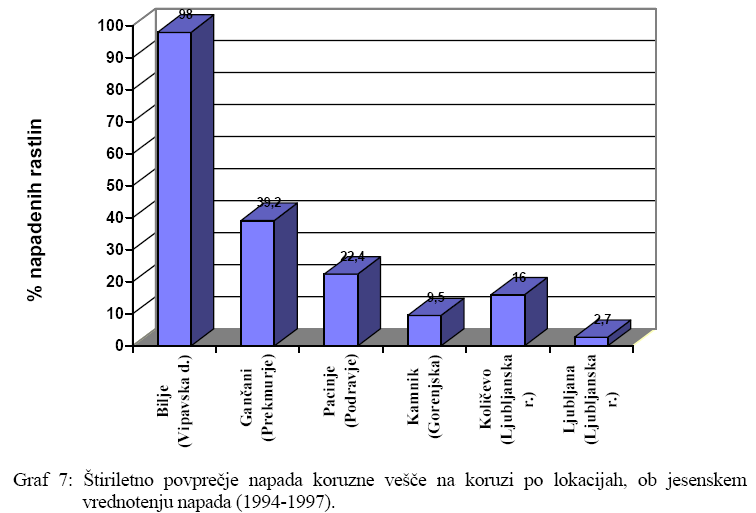 % napadenih rastlin
100
90
80
70
60
50
40
30
20
10
0
98
39,2
22,4
9,5
16
2,7
Bilje
(Vipavska d.)
Gančani
(Prekmurje)
Pacinje
(Podravje)
Kamnik
(Gorenjska)
Količevo
(Ljubljanska
r.)
Ljubljana
(Ljubljanska
r.)
Graf 7: Štiriletno povprečje napada koruzne vešče na koruzi po lokacijah, ob jesenskem
vrednotenju napada (1994-1997).